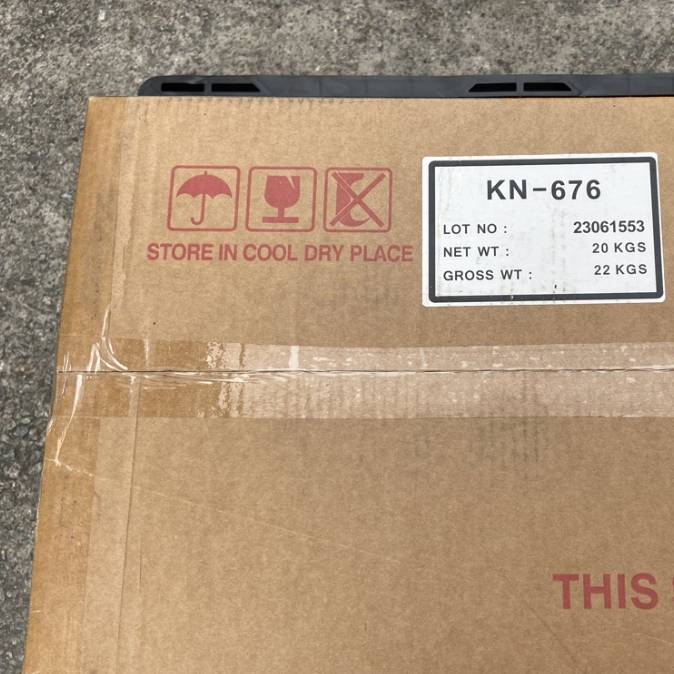 KN-676
LOT NO : 23061553
NET WT : 20 KGS
GROSS WT : 22 KGS
STORE IN COOL DRY PLACE
THIS